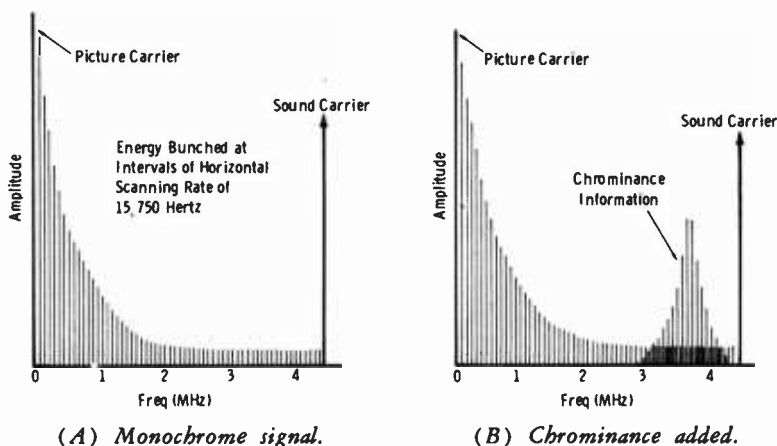 Picture Carrier
Sound Carrier
Energy Bunched at
Intervals of Horizontal
Scanning Rate of
15,750 Hertz
Amplitude
0 1 2 3 4
Freq (MHz)
(A) Monochrome signal.
Picture Carrier
Sound Carrier
Chrominance
Information
Amplitude
0 1 2 3 4
Freq (MHz)
(B) Chrominance added.